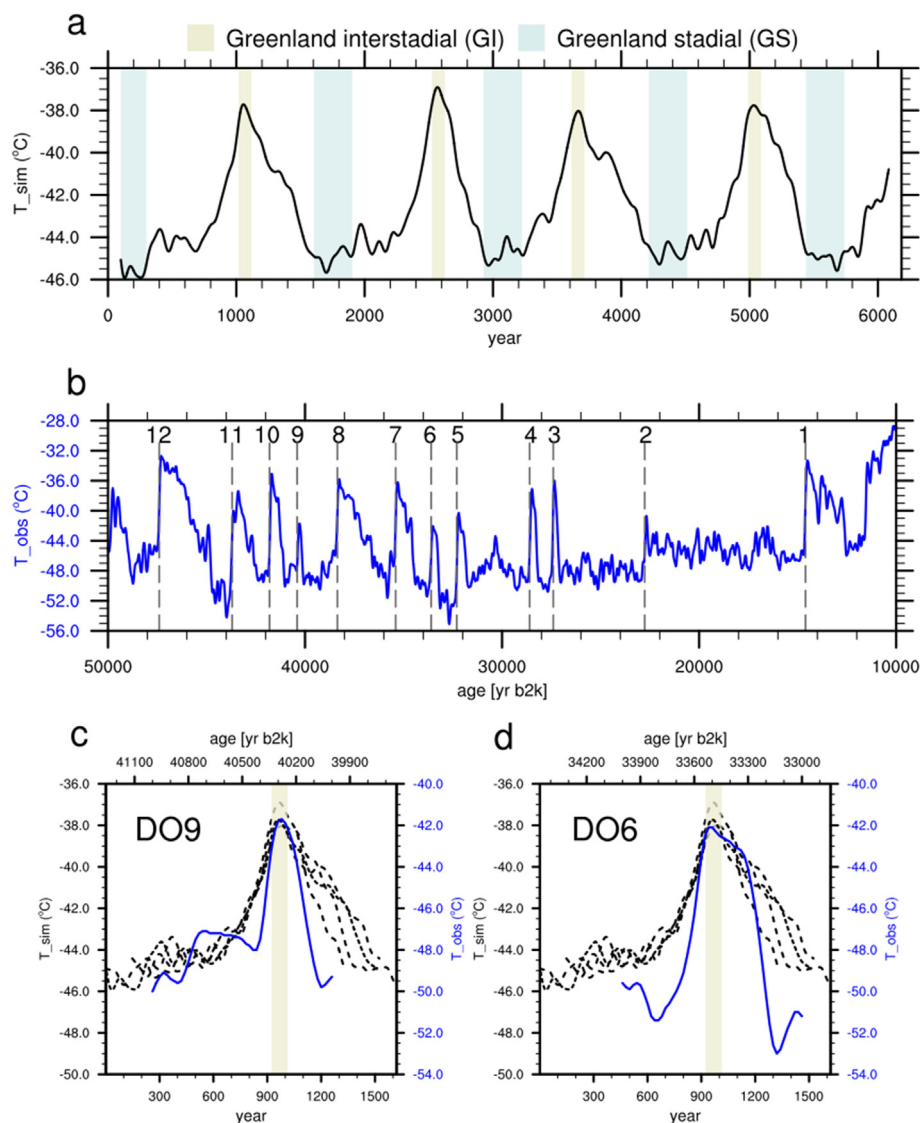 a
Greenland interstadial (GI) Greenland stadial (GS)
-36.0
-38.0
-40.0
-42.0
-44.0
-46.0
T_sim (°C)
0 1000 2000 3000 4000 5000 6000
year
b
-28.0
-32.0
-36.0
-40.0
-44.0
-48.0
-52.0
-56.0
T_obs (°C)
12 11 10 9 8 7 6 5 4 3 2 1
50000 40000 30000 20000 10000
age [yr b2k]
c
age [yr b2k]
41100 40800 40500 40200 39900
-36.0
-38.0
-40.0
-42.0
-44.0
-46.0
-48.0
-50.0
T_sim (°C)
DO9
-40.0
-42.0
-44.0
-46.0
-48.0
-50.0
-52.0
-54.0
T_obs (°C)
300 600 900 1200 1500
year
d
age [yr b2k]
34200 33900 33600 33300 33000
-36.0
-38.0
-40.0
-42.0
-44.0
-46.0
-48.0
-50.0
T_sim (°C)
DO6
-40.0
-42.0
-44.0
-46.0
-48.0
-50.0
-52.0
-54.0
T_obs (°C)
300 600 900 1200 1500
year